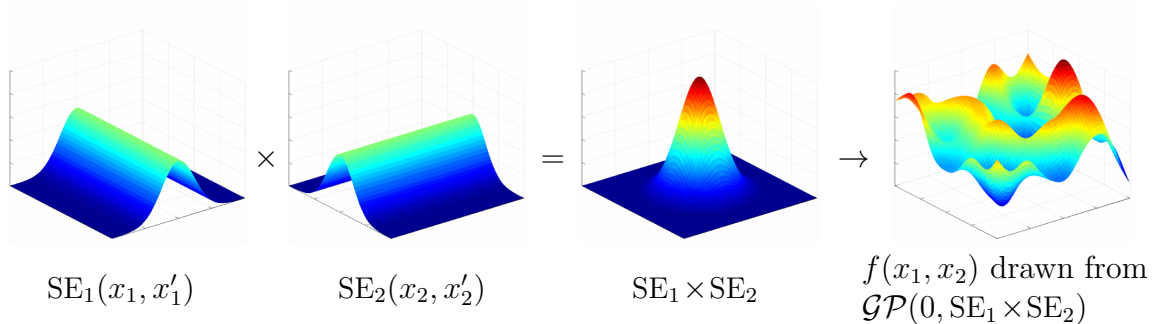 × = →
SE₁(x₁, x′₁) SE₂(x₂, x′₂) SE₁×SE₂ f(x₁, x₂) drawn from
𝒢𝒫(0, SE₁×SE₂)